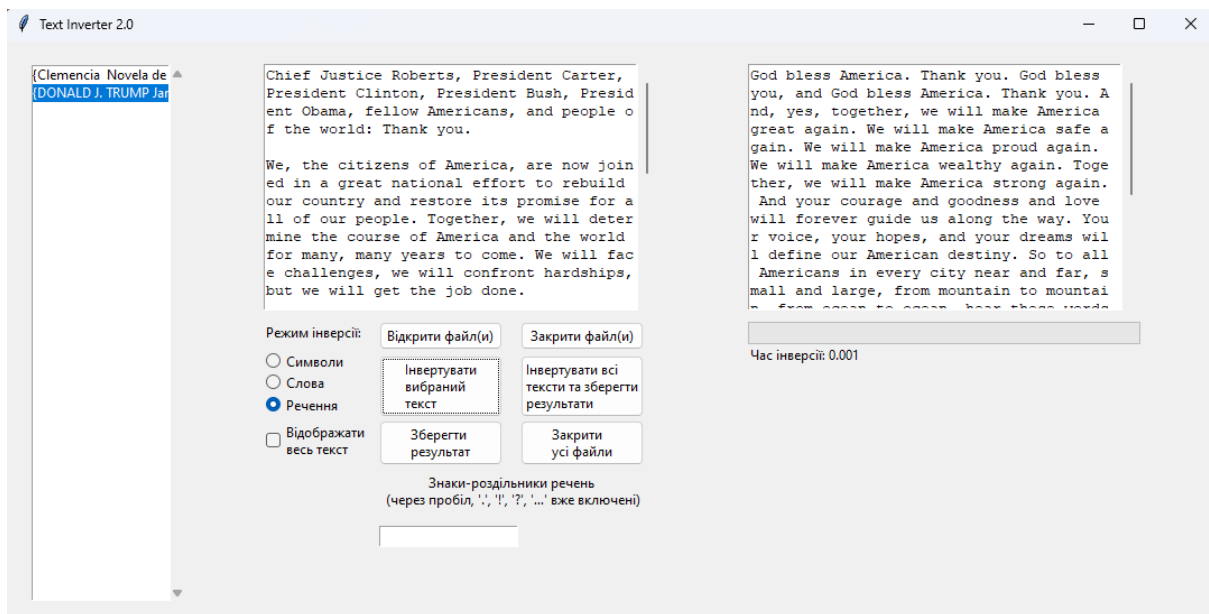 Text Inverter 2.0
{Clemencia Novela de
{DONALD J. TRUMP Jar
Chief Justice Roberts, President Carter,
President Clinton, President Bush, Presid
ent Obama, fellow Americans, and people o
f the world: Thank you.
We, the citizens of America, are now join
ed in a great national effort to rebuild
our country and restore its promise for a
ll of our people. Together, we will deter
mine the course of America and the world
for many, many years to come. We will fac
e challenges, we will confront hardships,
but we will get the job done.
God bless America. Thank you. God bless
you, and God bless America. Thank you. A
nd, yes, together, we will make America
great again. We will make America safe a
gain. We will make America proud again.
We will make America wealthy again. Toge
ther, we will make America strong again.
And your courage and goodness and love
will forever guide us along the way. You
r voice, your hopes, and your dreams wil
l define our American destiny. So to all
Americans in every city near and far, s
mall and large, from mountain to mountai
n, from ocean to ocean, hear these words
Режим інверсії:
Символи
Слова
Речення
Відображати
весь текст
Відкрити файл(и)
Закрити файл(и)
Інвертувати
вибраний
текст
Інвертувати всі
тексти та зберегти
результати
Зберегти
результат
Закрити
усі файли
Знаки-роздільники речень
(через пробіл, '.', '!', '?', '...' вже включені)
Час інверсії: 0.001